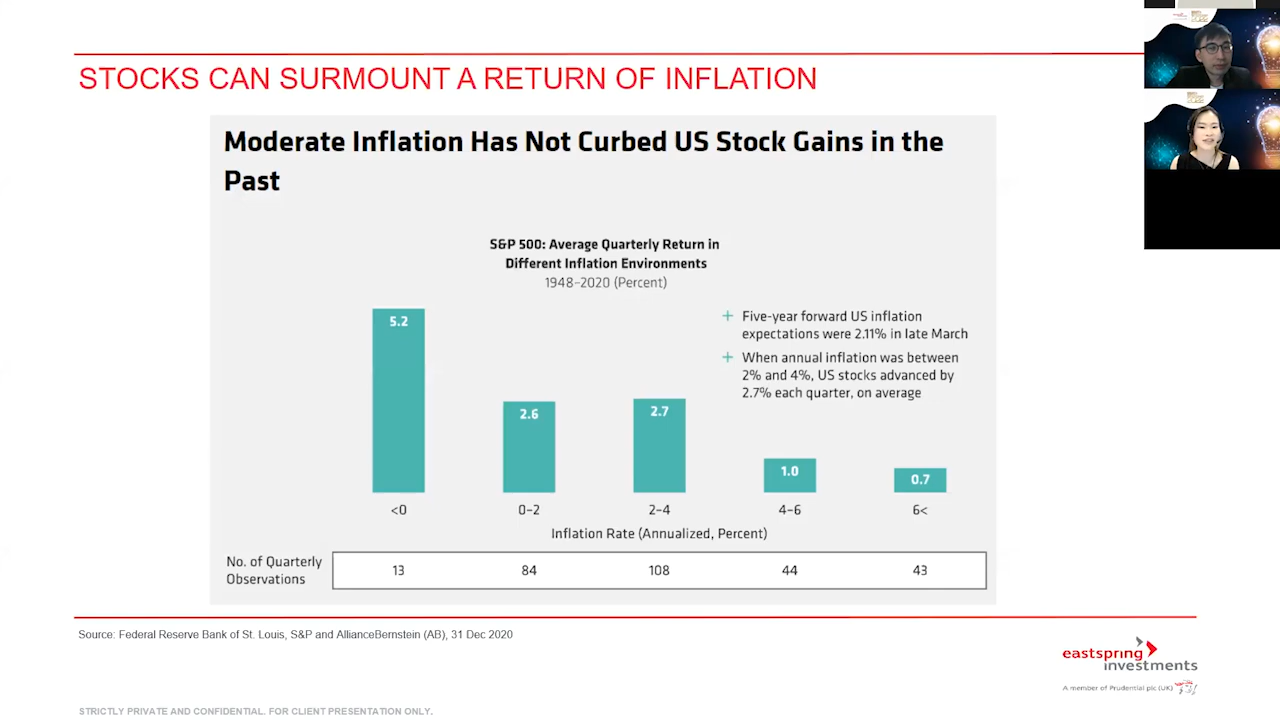 STOCKS CAN SURMOUNT A RETURN OF INFLATION
Moderate Inflation Has Not Curbed US Stock Gains in the
Past
S&P 500: Average Quarterly Return in
Different Inflation Environments
1948–2020 (Percent)
+ Five-year forward US inflation
expectations were 2.11% in late March
+ When annual inflation was between
2% and 4%, US stocks advanced by
2.7% each quarter, on average
5.2 2.6 2.7 1.0 0.7
<0 0–2 2–4 4–6 6<
Inflation Rate (Annualized, Percent)
No. of Quarterly
Observations
13 84 108 44 43
Source: Federal Reserve Bank of St. Louis, S&P and AllianceBernstein (AB), 31 Dec 2020
eastspring
investments
A member of Prudential plc (UK)
STRICTLY PRIVATE AND CONFIDENTIAL. FOR CLIENT PRESENTATION ONLY.